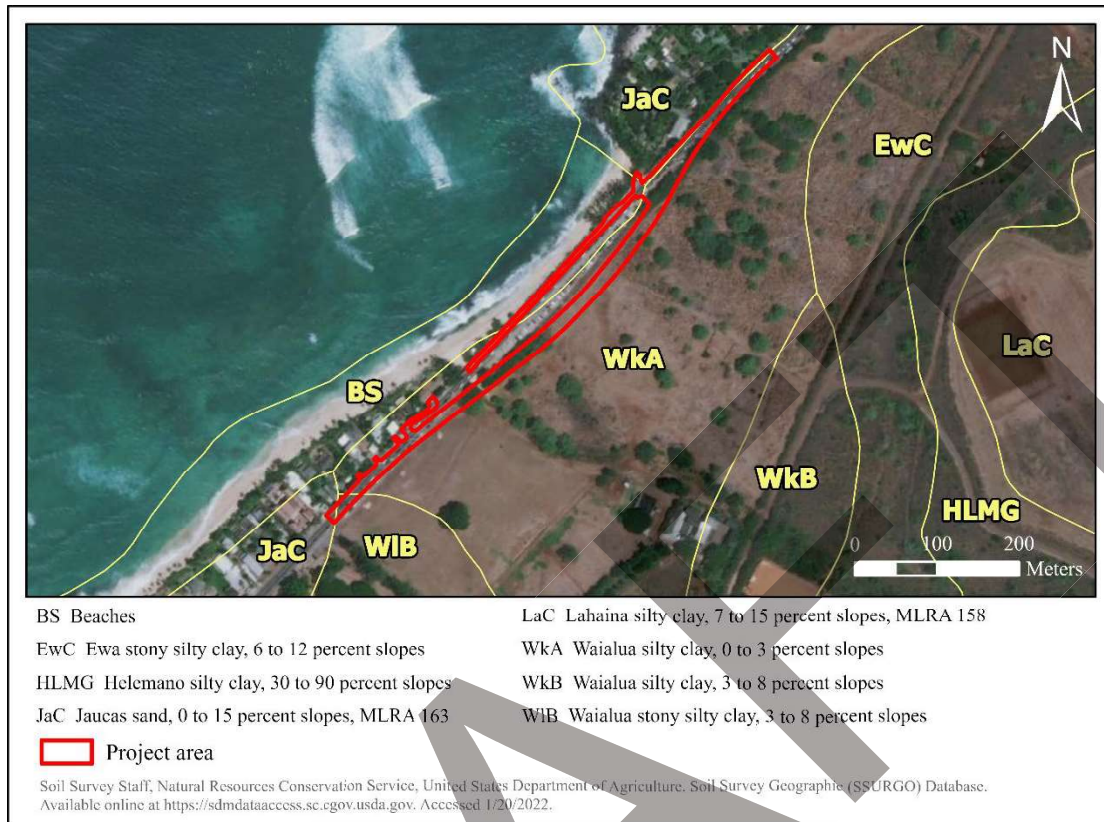 N
JaC
EwC
LaC
WkA
BS
WkB
HLMG
JaC
WlB
0 100 200
Meters
BS Beaches
EwC Ewa stony silty clay, 6 to 12 percent slopes
HLMG Helemano silty clay, 30 to 90 percent slopes
JaC Jaucas sand, 0 to 15 percent slopes, MLRA 163
LaC Lahaina silty clay, 7 to 15 percent slopes, MLRA 158
WkA Waialua silty clay, 0 to 3 percent slopes
WkB Waialua silty clay, 3 to 8 percent slopes
WlB Waialua stony silty clay, 3 to 8 percent slopes
Project area
Soil Survey Staff, Natural Resources Conservation Service, United States Department of Agriculture. Soil Survey Geographic (SSURGO) Database.
Available online at https://sdmdataaccess.sc.cgov.usda.gov. Accessed 1/20/2022.